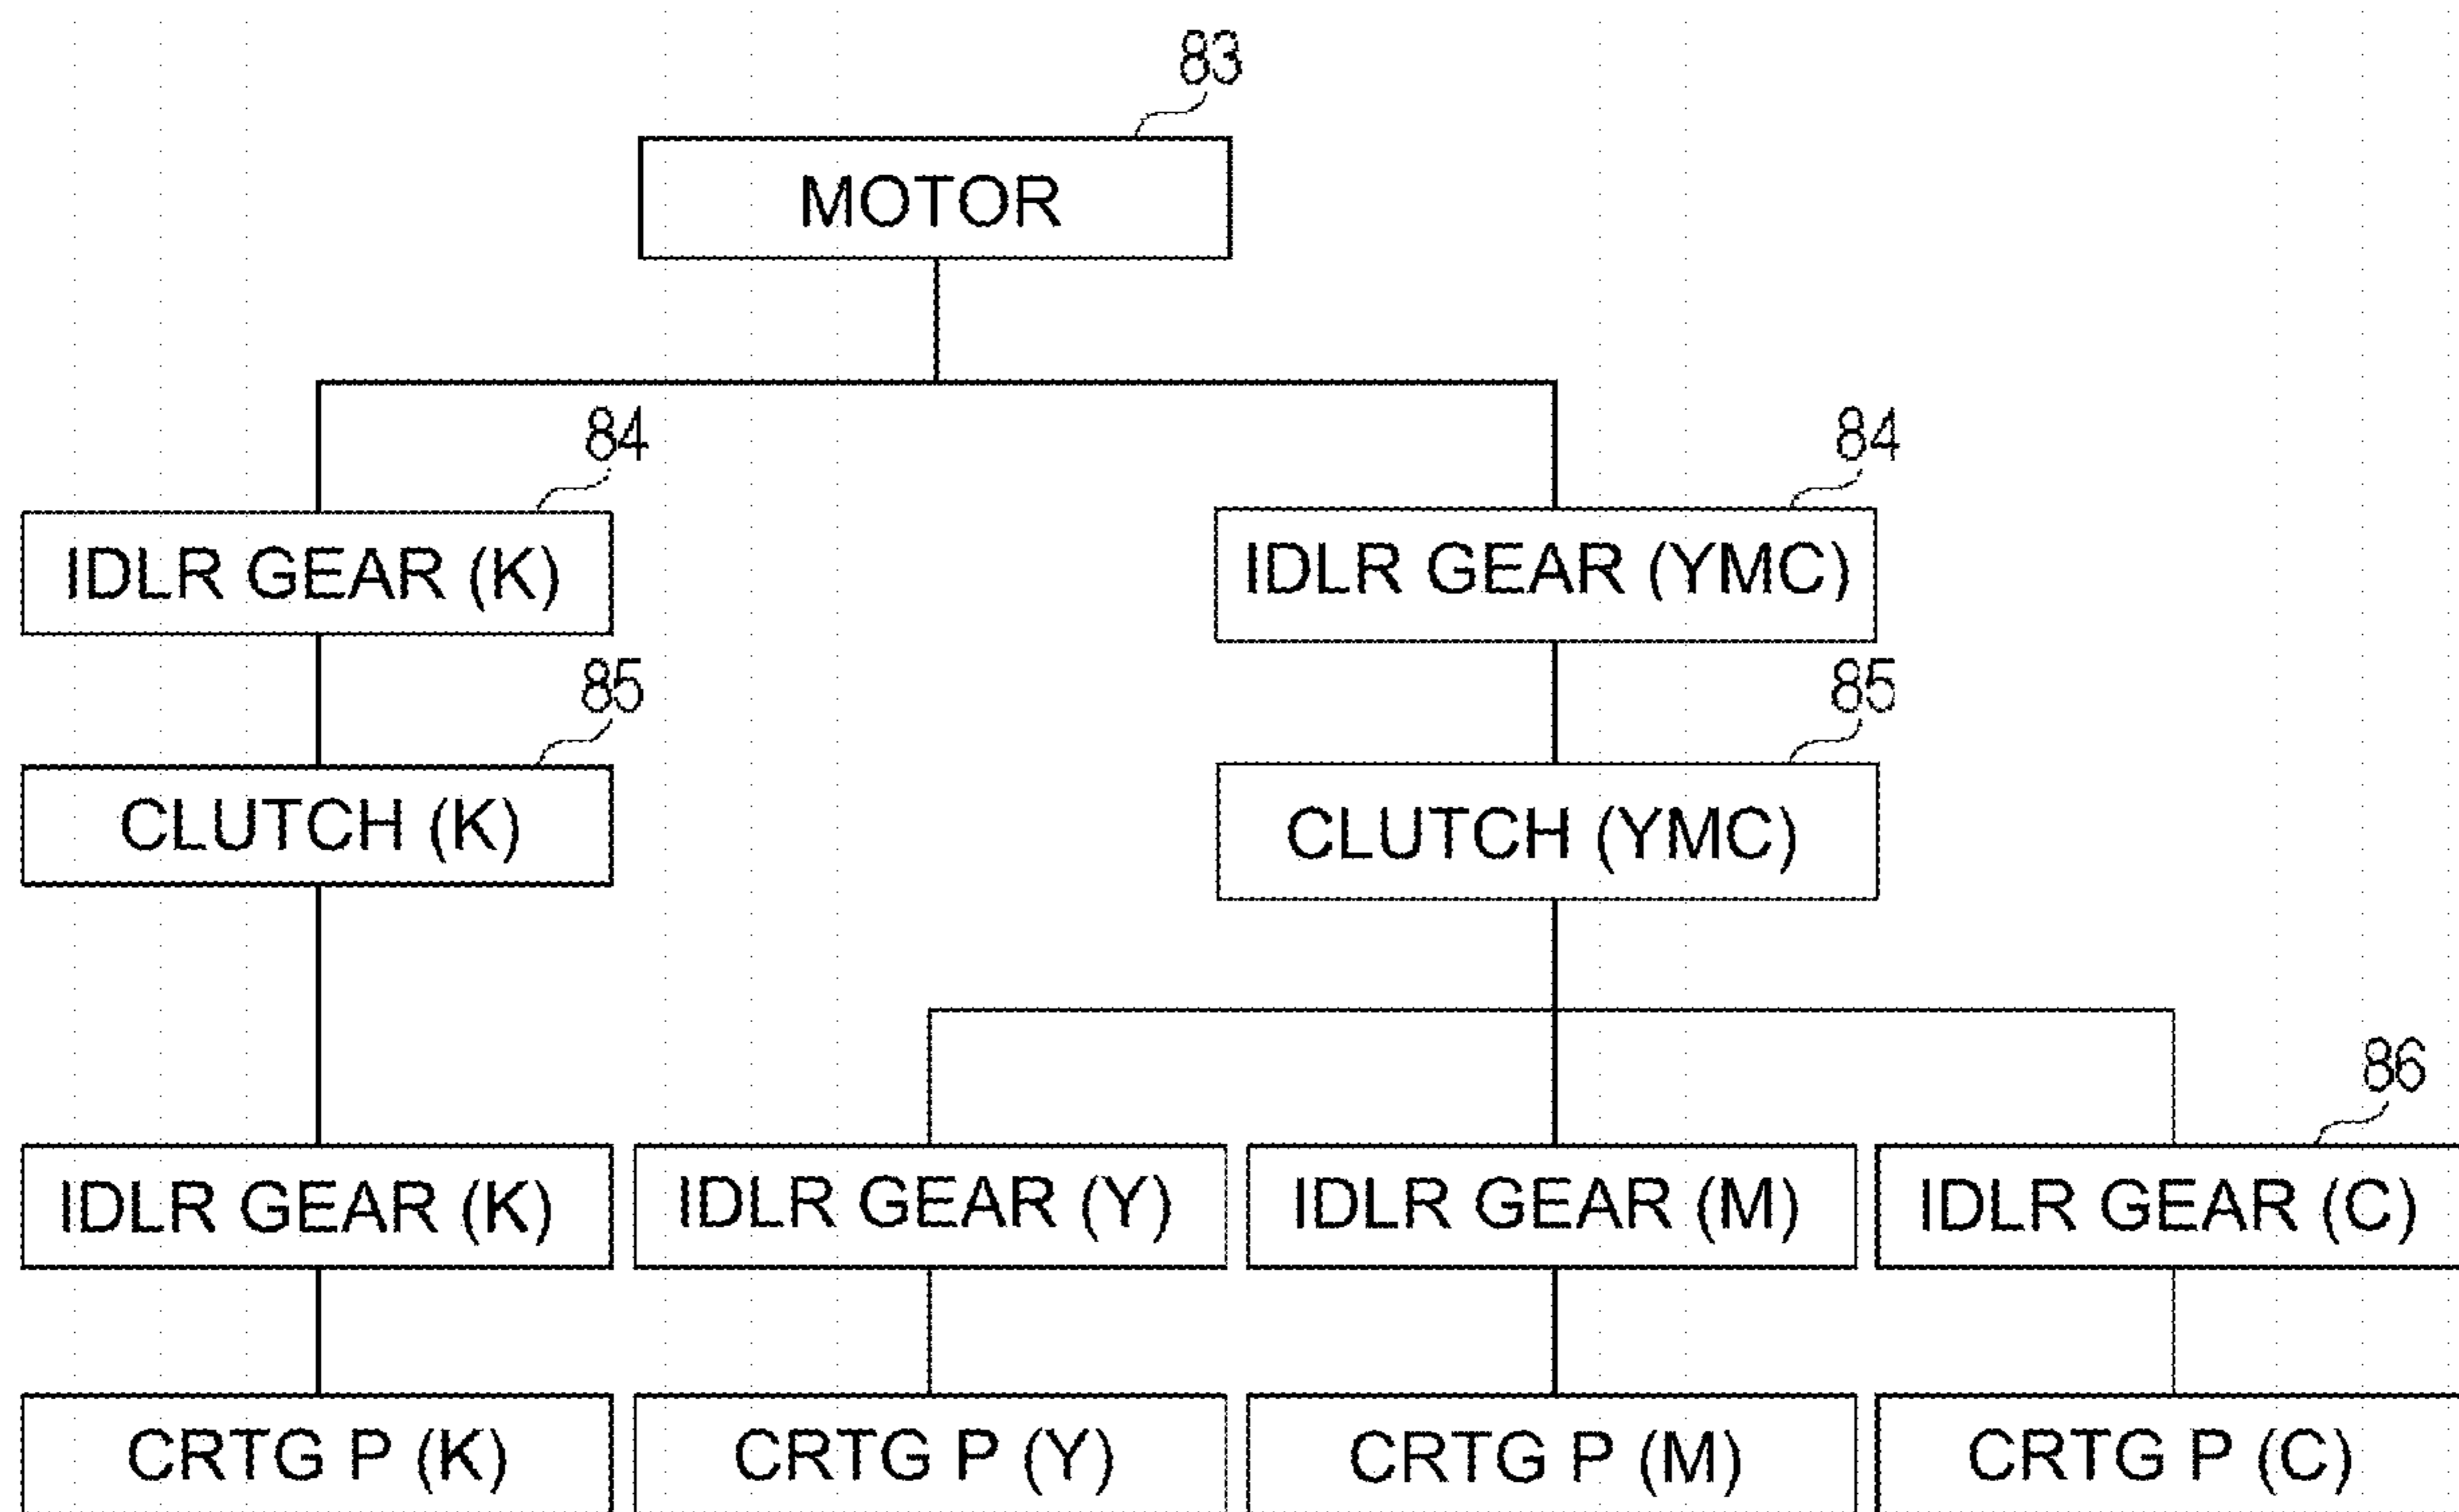 83
MOTOR
84
84
IDLR GEAR (K)
IDLR GEAR (YMC)
85
85
CLUTCH (K)
CLUTCH (YMC)
86
IDLR GEAR (K)
IDLR GEAR (Y)
IDLR GEAR (M)
IDLR GEAR (C)
CRTG P (K)
CRTG P (Y)
CRTG P (M)
CRTG P (C)